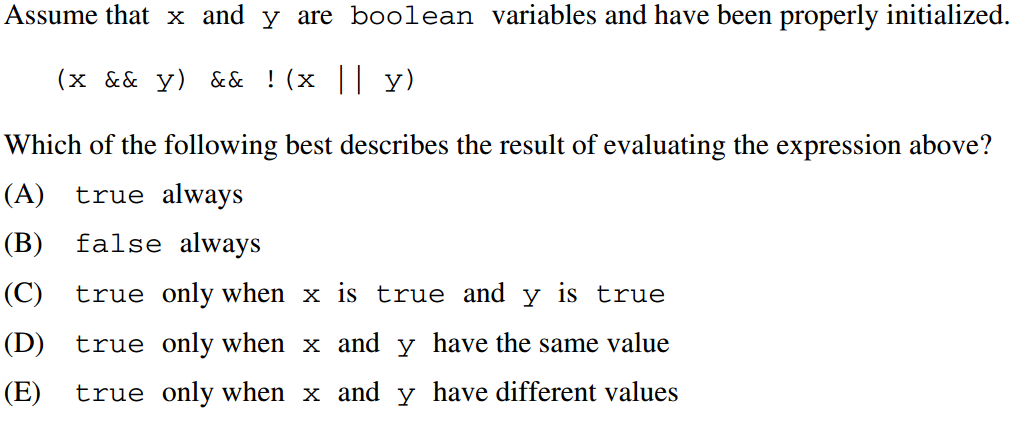 Assume that x and y are boolean variables and have been properly initialized.
(x && y) && !(x || y)
Which of the following best describes the result of evaluating the expression above?
(A) true always
(B) false always
(C) true only when x is true and y is true
(D) true only when x and y have the same value
(E) true only when x and y have different values